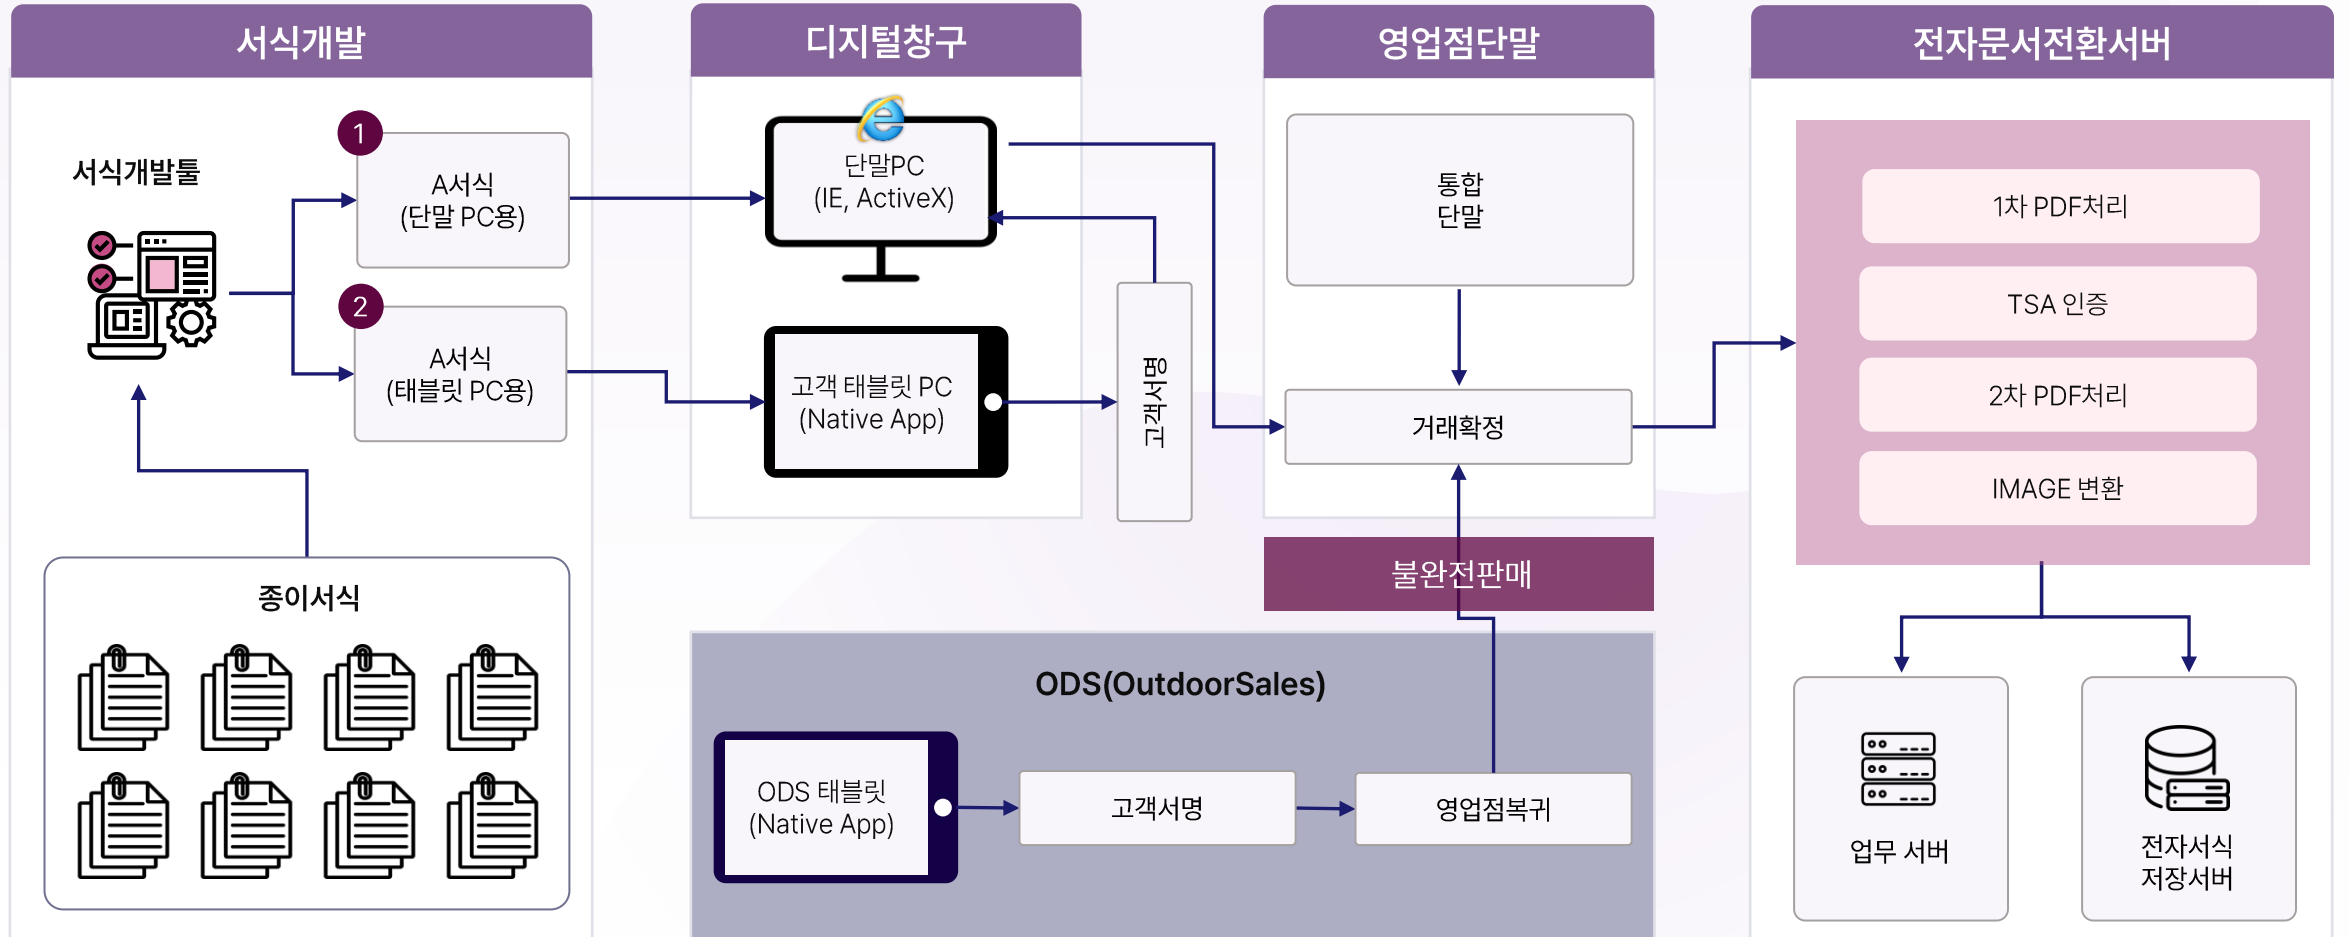 서식개발
서식개발툴
1
A서식
(단말 PC용)
2
A서식
(태블릿 PC용)
종이서식
디지털창구
단말PC
(IE, ActiveX)
고객 태블릿 PC
(Native App)
고객서명
영업점단말
통합
단말
거래확정
불완전판매
ODS(OutdoorSales)
ODS 태블릿
(Native App)
고객서명
영업점복귀
전자문서전환서버
1차 PDF처리
TSA 인증
2차 PDF처리
IMAGE 변환
업무 서버
전자서식
저장서버